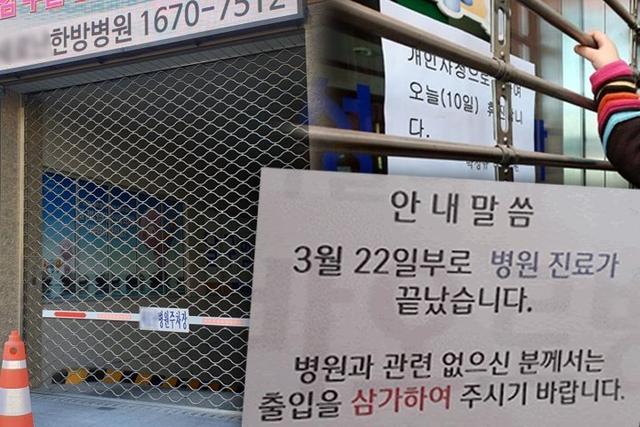 한방병원 1670-7512
병원주차장
개인사정으로
오늘(10일)
다.
안내말씀
3월 22일부로 병원 진료가
끝났습니다.
병원과 관련 없으신 분께서는
출입을 삼가하여 주시기 바랍니다.